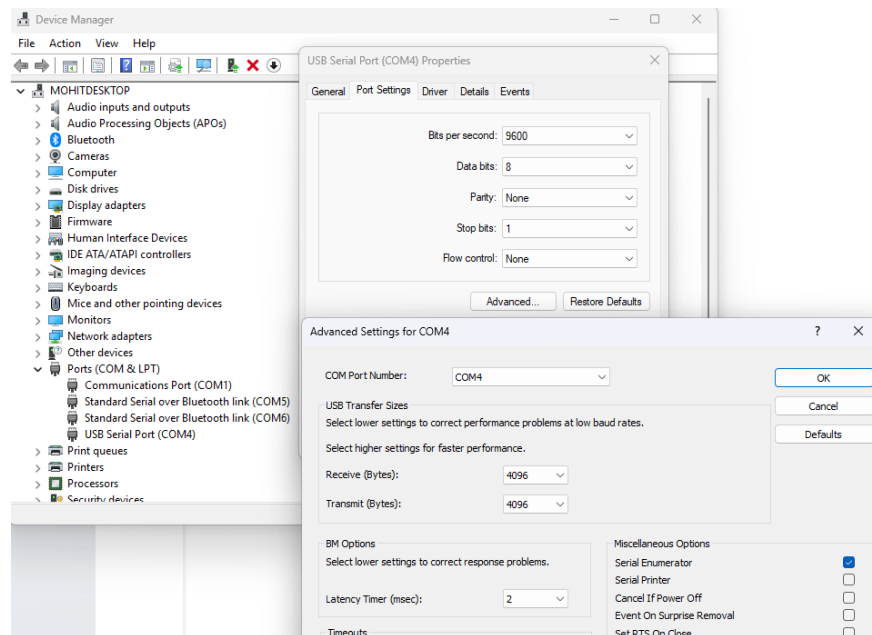 Device Manager
File Action View Help
MOHITDESKTOP
Audio inputs and outputs
Audio Processing Objects (APOs)
Bluetooth
Cameras
Computer
Disk drives
Display adapters
Firmware
Human Interface Devices
IDE ATA/ATAPI controllers
Imaging devices
Keyboards
Mice and other pointing devices
Monitors
Network adapters
Other devices
Ports (COM & LPT)
Communications Port (COM1)
Standard Serial over Bluetooth link (COM5)
Standard Serial over Bluetooth link (COM6)
USB Serial Port (COM4)
Print queues
Printers
Processors
Security devices
USB Serial Port (COM4) Properties
General Port Settings Driver Details Events
Bits per second: 9600
Data bits: 8
Parity: None
Stop bits: 1
Flow control: None
Advanced... Restore Defaults
Advanced Settings for COM4
?
COM Port Number: COM4
OK
Cancel
Defaults
USB Transfer Sizes
Select lower settings to correct performance problems at low baud rates.
Select higher settings for faster performance.
Receive (Bytes): 4096
Transmit (Bytes): 4096
BM Options
Select lower settings to correct response problems.
Latency Timer (msec): 2
Timeouts
Miscellaneous Options
Serial Enumerator
Serial Printer
Cancel If Power Off
Event On Surprise Removal
Set RTS On Close